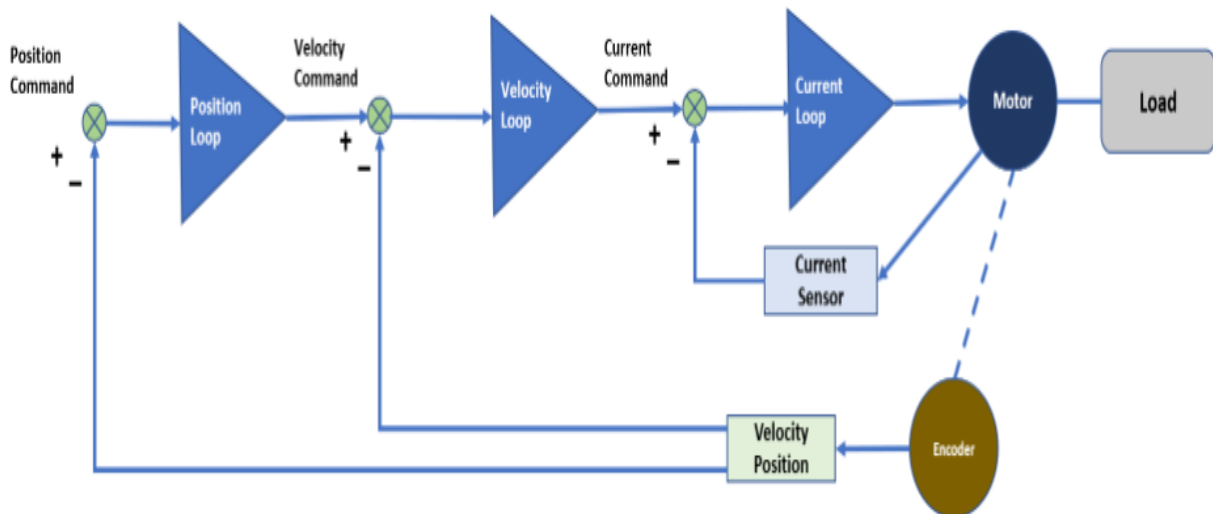 Position
Command
Position
Loop
Velocity
Command
Velocity
Loop
Current
Command
Current
Loop
Motor
Load
+
−
+
−
+
−
Current
Sensor
Velocity
Position
Encoder